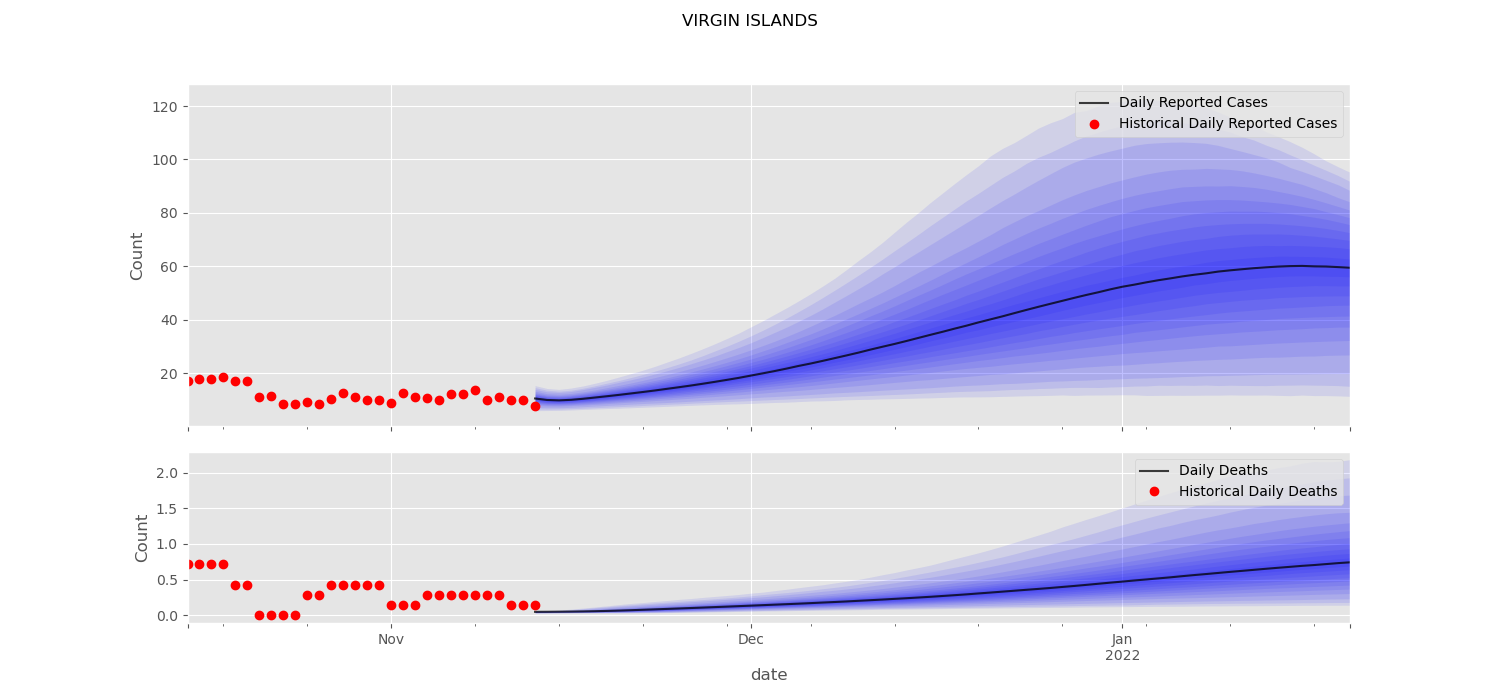 VIRGIN ISLANDS
Count
120
100
80
60
40
20
Daily Reported Cases
Historical Daily Reported Cases
Count
2.0
1.5
1.0
0.5
0.0
Daily Deaths
Historical Daily Deaths
Nov
Dec
Jan
2022
date